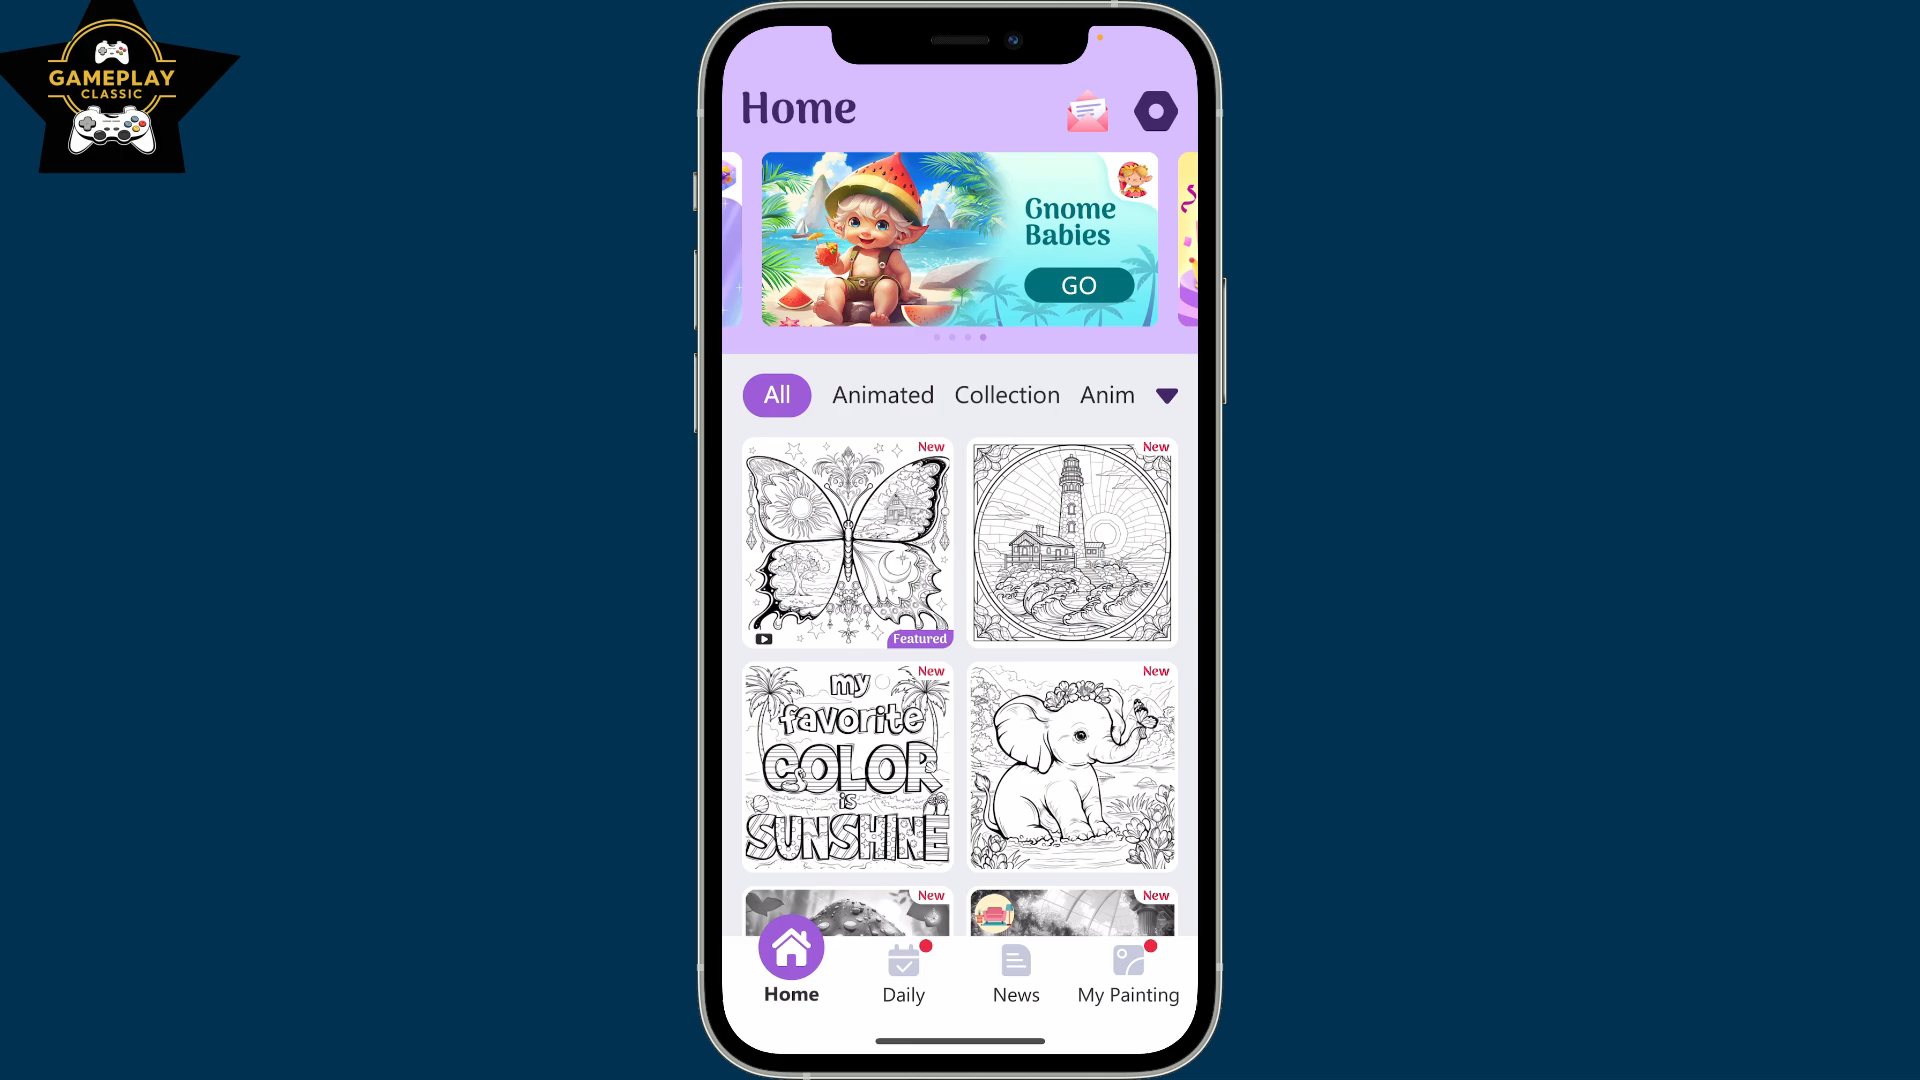 GAMEPLAY
CLASSIC
Home
Gnome
Babies
GO
All Animated Collection Anim
New
New
Featured
New
my
favorite
COLOR
is
SUNSHINE
New
New
New
Home Daily News My Painting